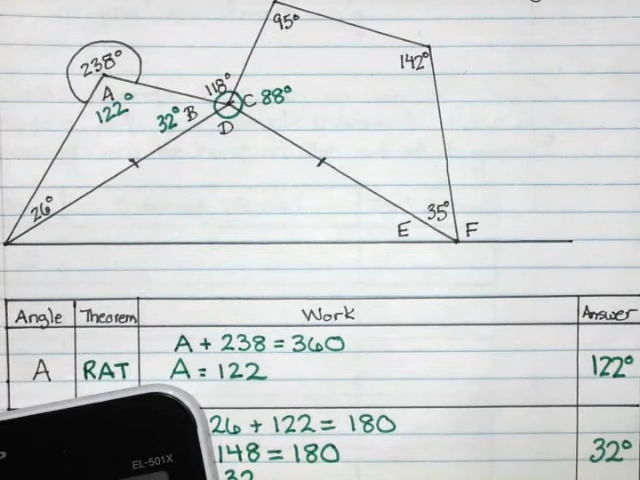 95°
238°
142°
118°
A
C 88°
122°
32° B
D
26°
35°
E
F
Angle Theorem Work Answer
A + 238 = 360
A RAT A = 122 122°
26 + 122 = 180
148 = 180 32°
32
EL-501X